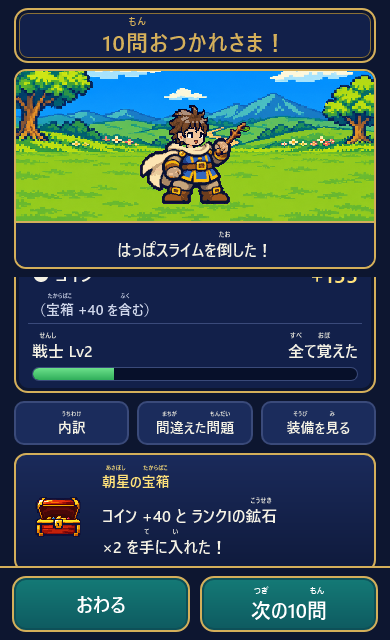 10問おつかれさま！
はっぱスライムを倒した！
コイン +155
（宝箱 +40 を含む）
戦士 Lv2 全て覚えた
内訳 間違えた問題 装備を見る
朝星の宝箱
コイン +40 と ランクIの鉱石
×2 を手に入れた！
おわる 次の10問